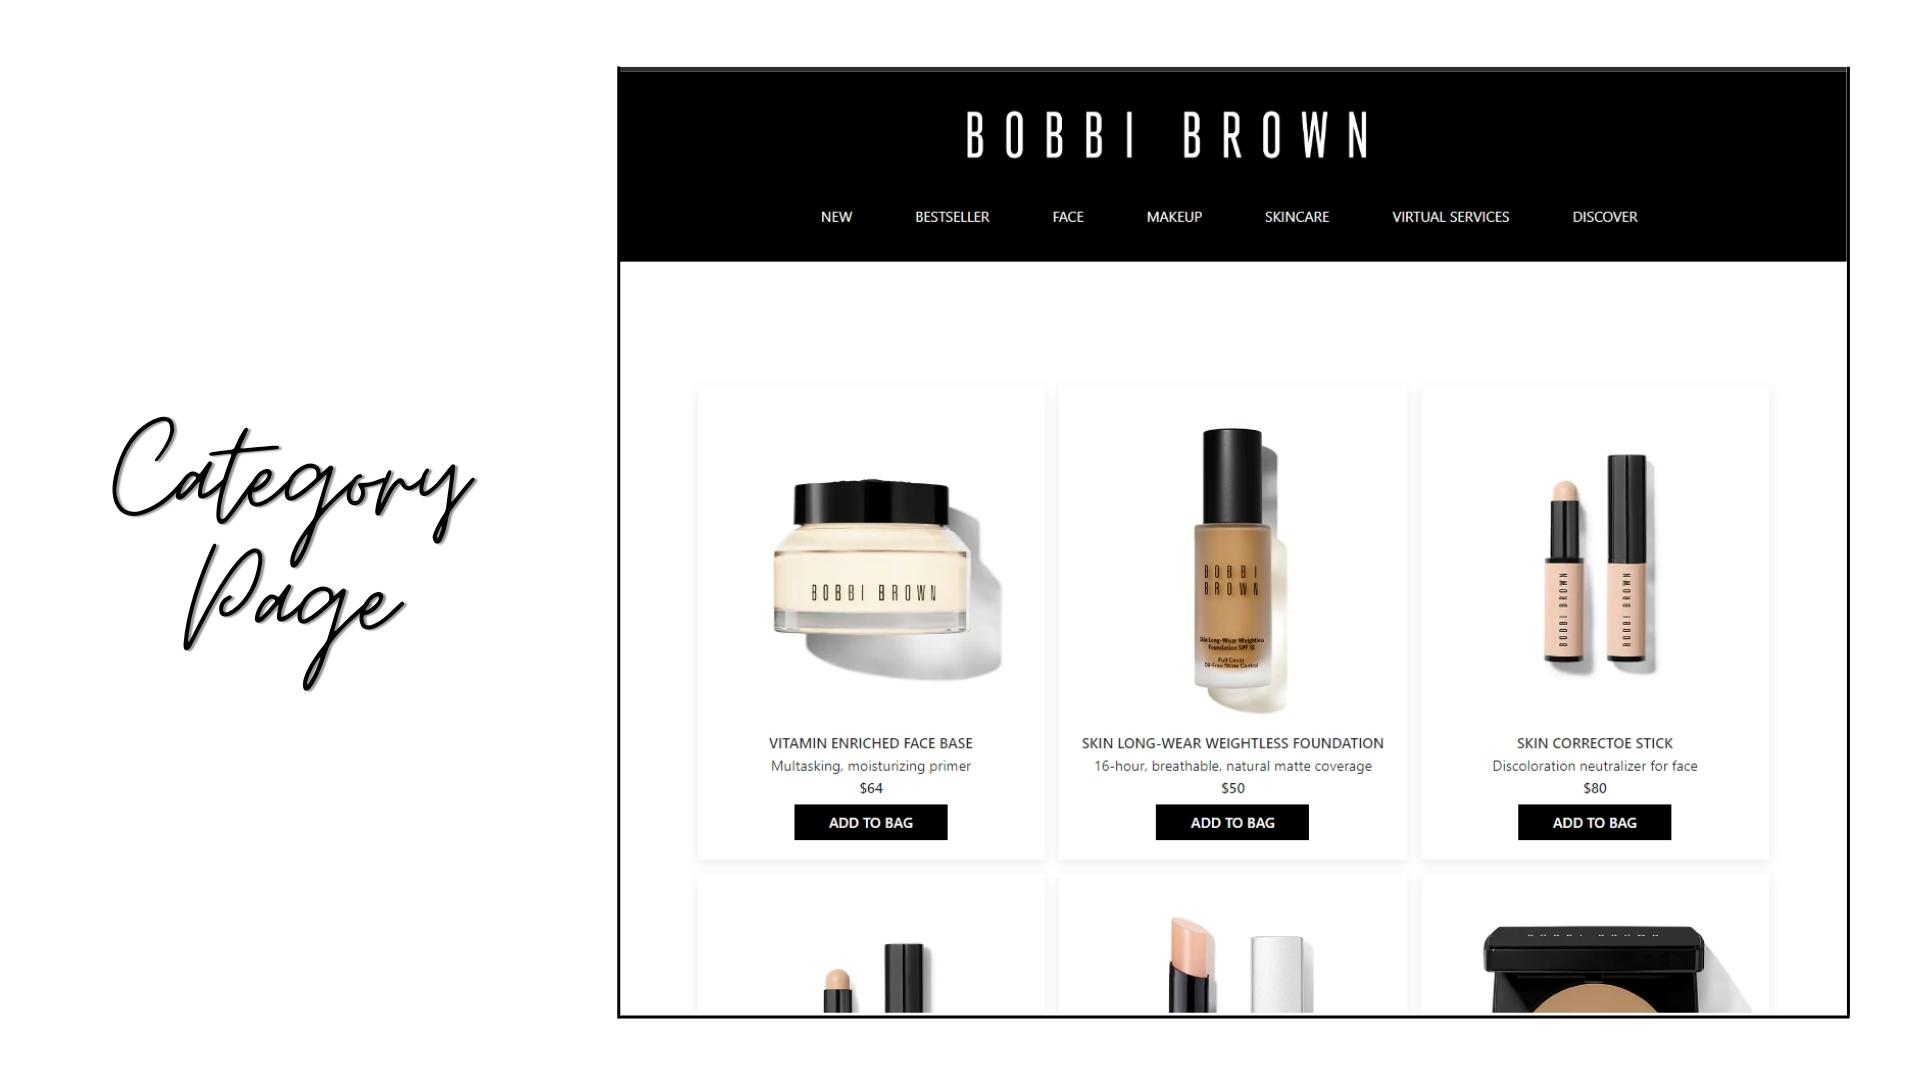 Category
Page
BOBBI BROWN
NEW BESTSELLER FACE MAKEUP SKINCARE VIRTUAL SERVICES DISCOVER
BOBBI BROWN
BOBBI
BROWN
Skin Long-Wear Weightless
Foundation SPF 15
Full Cover
Oil-Free Shine Control
BOBBI BROWN
BOBBI BROWN
VITAMIN ENRICHED FACE BASE
Multasking, moisturizing primer
$64
ADD TO BAG
SKIN LONG-WEAR WEIGHTLESS FOUNDATION
16-hour, breathable, natural matte coverage
$50
ADD TO BAG
SKIN CORRECTOE STICK
Discoloration neutralizer for face
$80
ADD TO BAG
BOBBI BROWN